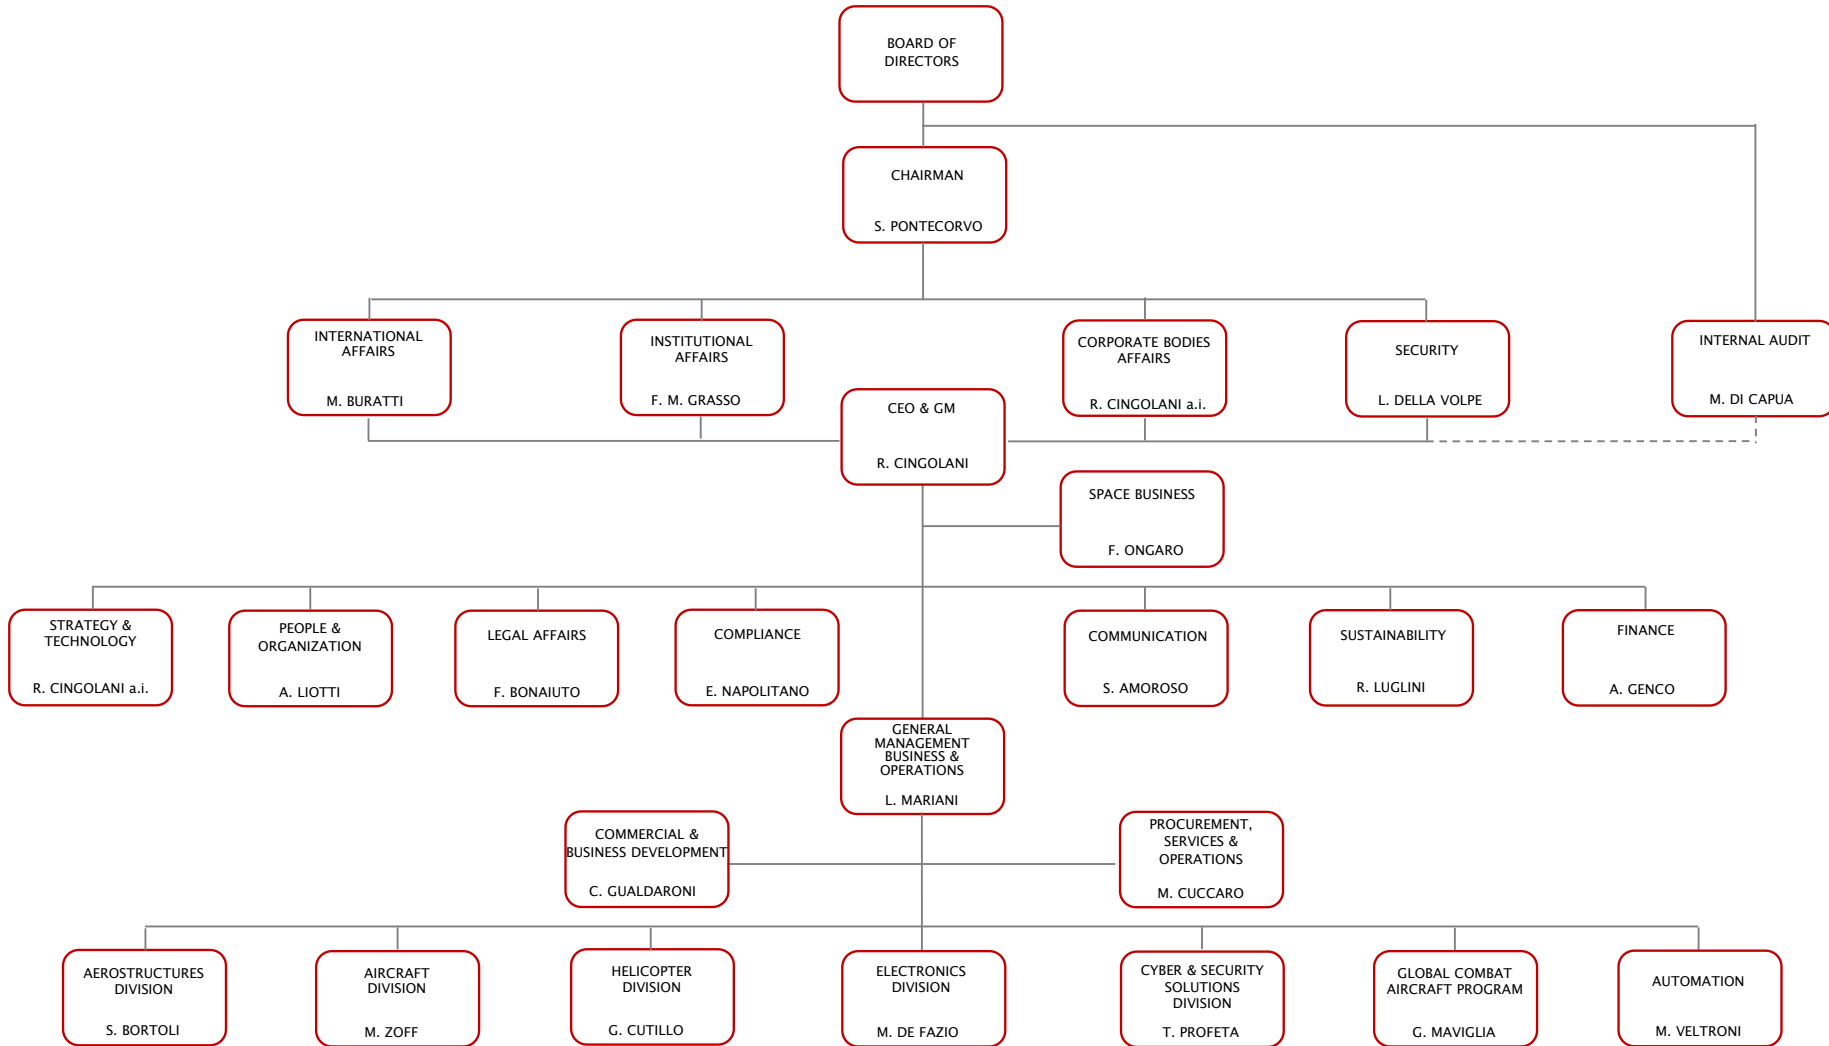 BOARD OF
DIRECTORS
CHAIRMAN
S. PONTECORVO
INTERNATIONAL
AFFAIRS
M. BURATTI
INSTITUTIONAL
AFFAIRS
F. M. GRASSO
CORPORATE BODIES
AFFAIRS
R. CINGOLANI a.i.
SECURITY
L. DELLA VOLPE
INTERNAL AUDIT
M. DI CAPUA
CEO & GM
R. CINGOLANI
SPACE BUSINESS
F. ONGARO
STRATEGY &
TECHNOLOGY
R. CINGOLANI a.i.
PEOPLE &
ORGANIZATION
A. LIOTTI
LEGAL AFFAIRS
F. BONAIUTO
COMPLIANCE
E. NAPOLITANO
COMMUNICATION
S. AMOROSO
SUSTAINABILITY
R. LUGLINI
FINANCE
A. GENCO
GENERAL
MANAGEMENT
BUSINESS &
OPERATIONS
L. MARIANI
COMMERCIAL &
BUSINESS DEVELOPMENT
C. GUALDARONI
PROCUREMENT,
SERVICES &
OPERATIONS
M. CUCCARO
AEROSTRUCTURES
DIVISION
S. BORTOLI
AIRCRAFT
DIVISION
M. ZOFF
HELICOPTER
DIVISION
G. CUTILLO
ELECTRONICS
DIVISION
M. DE FAZIO
CYBER & SECURITY
SOLUTIONS
DIVISION
T. PROFETA
GLOBAL COMBAT
AIRCRAFT PROGRAM
G. MAVIGLIA
AUTOMATION
M. VELTRONI